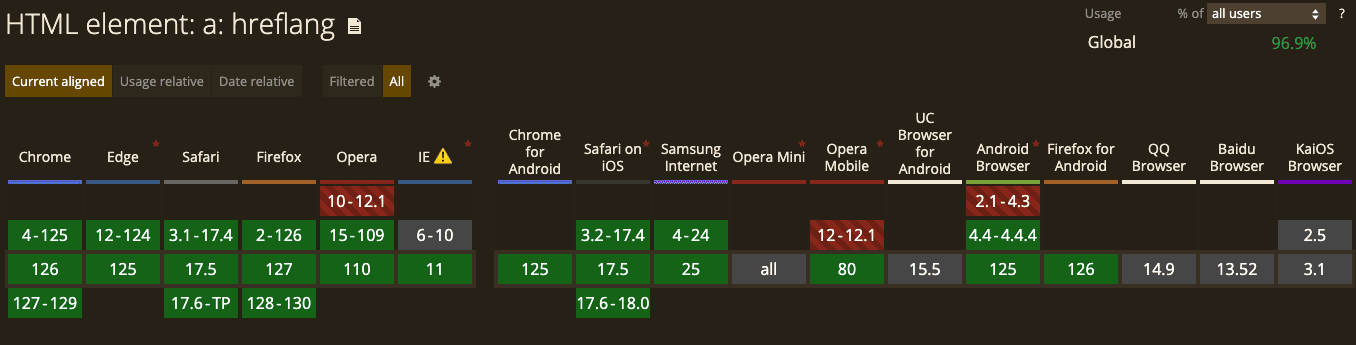 HTML element: a: hreflang
Usage % of all users ?
Global 96.9%
Current aligned Usage relative Date relative Filtered All
Chrome Edge * Safari Firefox Opera IE *
Chrome for Android
Safari on iOS *
Samsung Internet
Opera Mini *
Opera Mobile *
UC Browser for Android
Android Browser *
Firefox for Android
QQ Browser
Baidu Browser
KaiOS Browser
10-12.1 2.1-4.3
4-125 12-124 3.1-17.4 2-126 15-109 6-10 3.2-17.4 4-24 12-12.1 4.4-4.4.4 2.5
126 125 17.5 127 110 11 125 17.5 25 all 80 15.5 125 126 14.9 13.52 3.1
127-129 17.6-TP 128-130 17.6-18.0